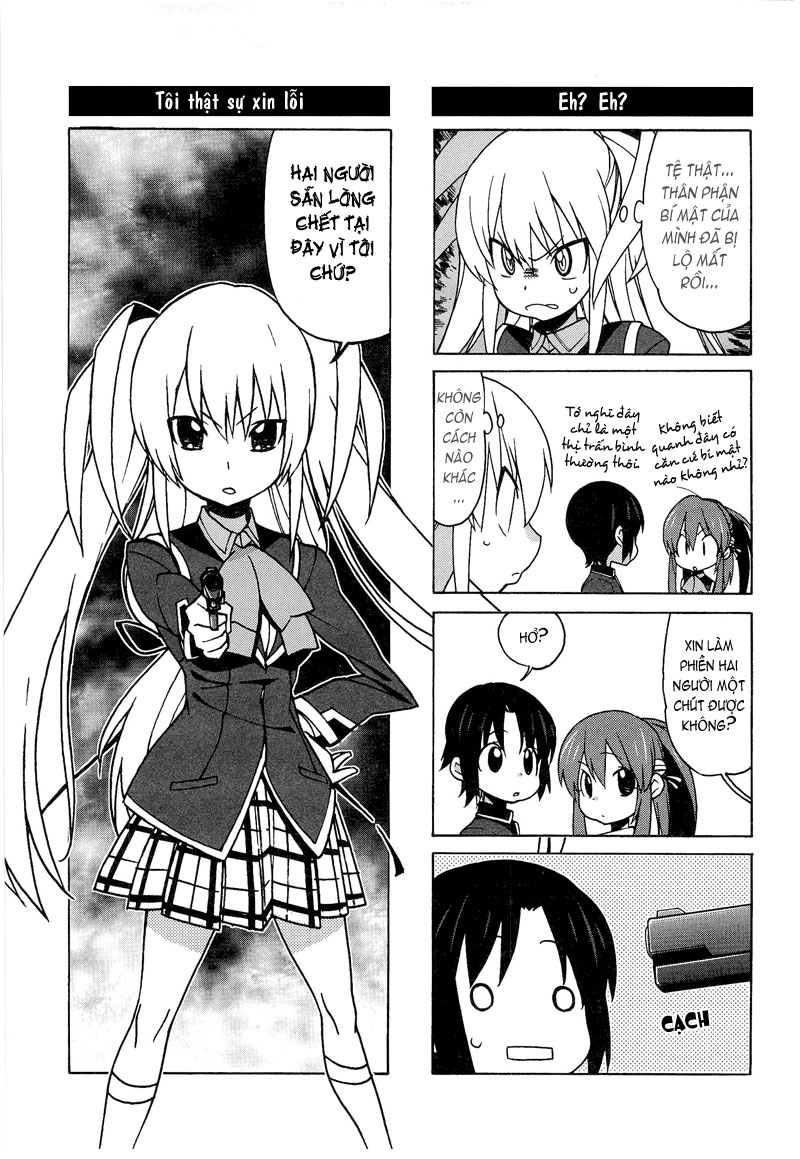 Eh? Eh?
TỆ THẬT...
THÂN PHẬN
BÍ MẬT CỦA
MÌNH ĐÃ BỊ
LỘ MẤT
RỒI...
Không biết
quanh đây có
căn cứ bí mật
nào không nhỉ?
Tớ nghĩ đây
chỉ là một
thị trấn bình
thường thôi
KHÔNG
CÒN
CÁCH
NÀO
KHÁC
...
XIN LÀM
PHIỀN HAI
NGƯỜI MỘT
CHÚT ĐƯỢC
KHÔNG?
HỞ?
CẠCH
Tôi thật sự xin lỗi
HAI NGƯỜI
SẴN LÒNG
CHẾT TẠI
ĐÂY VÌ TÔI
CHỨ?